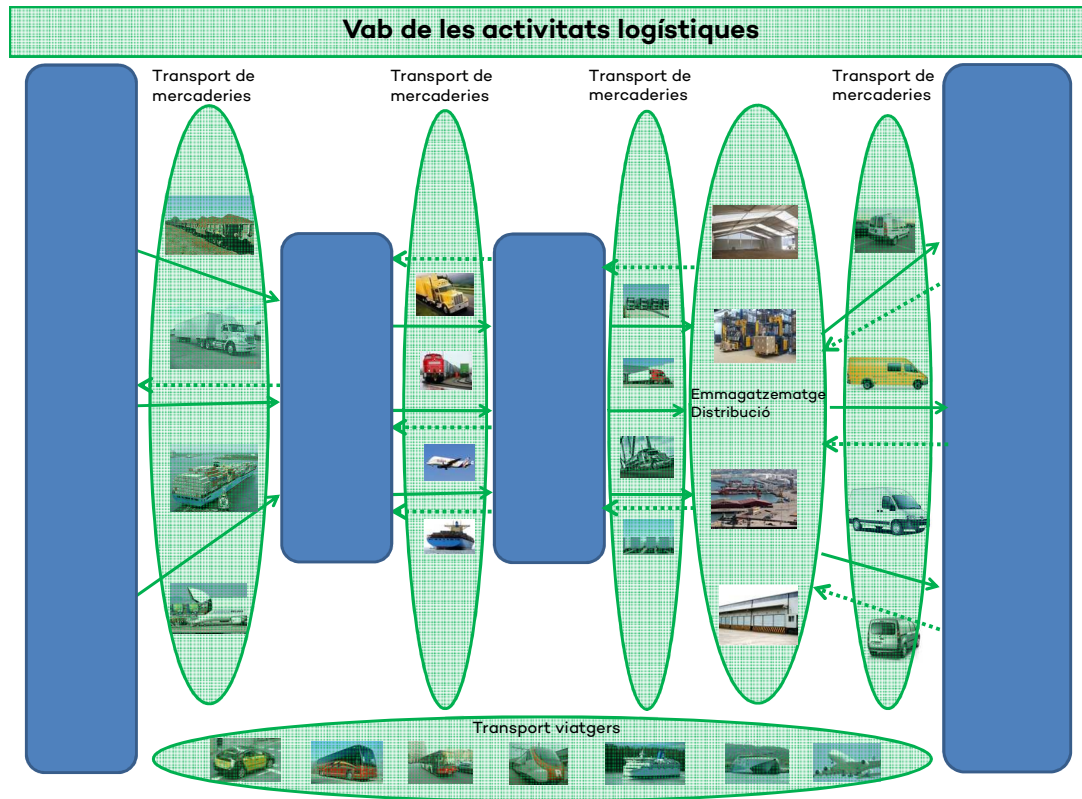 Vab de les activitats logístiques
Transport de
mercaderies
Transport de
mercaderies
Transport de
mercaderies
Transport de
mercaderies
Emmagatzematge
Distribució
Transport viatgers